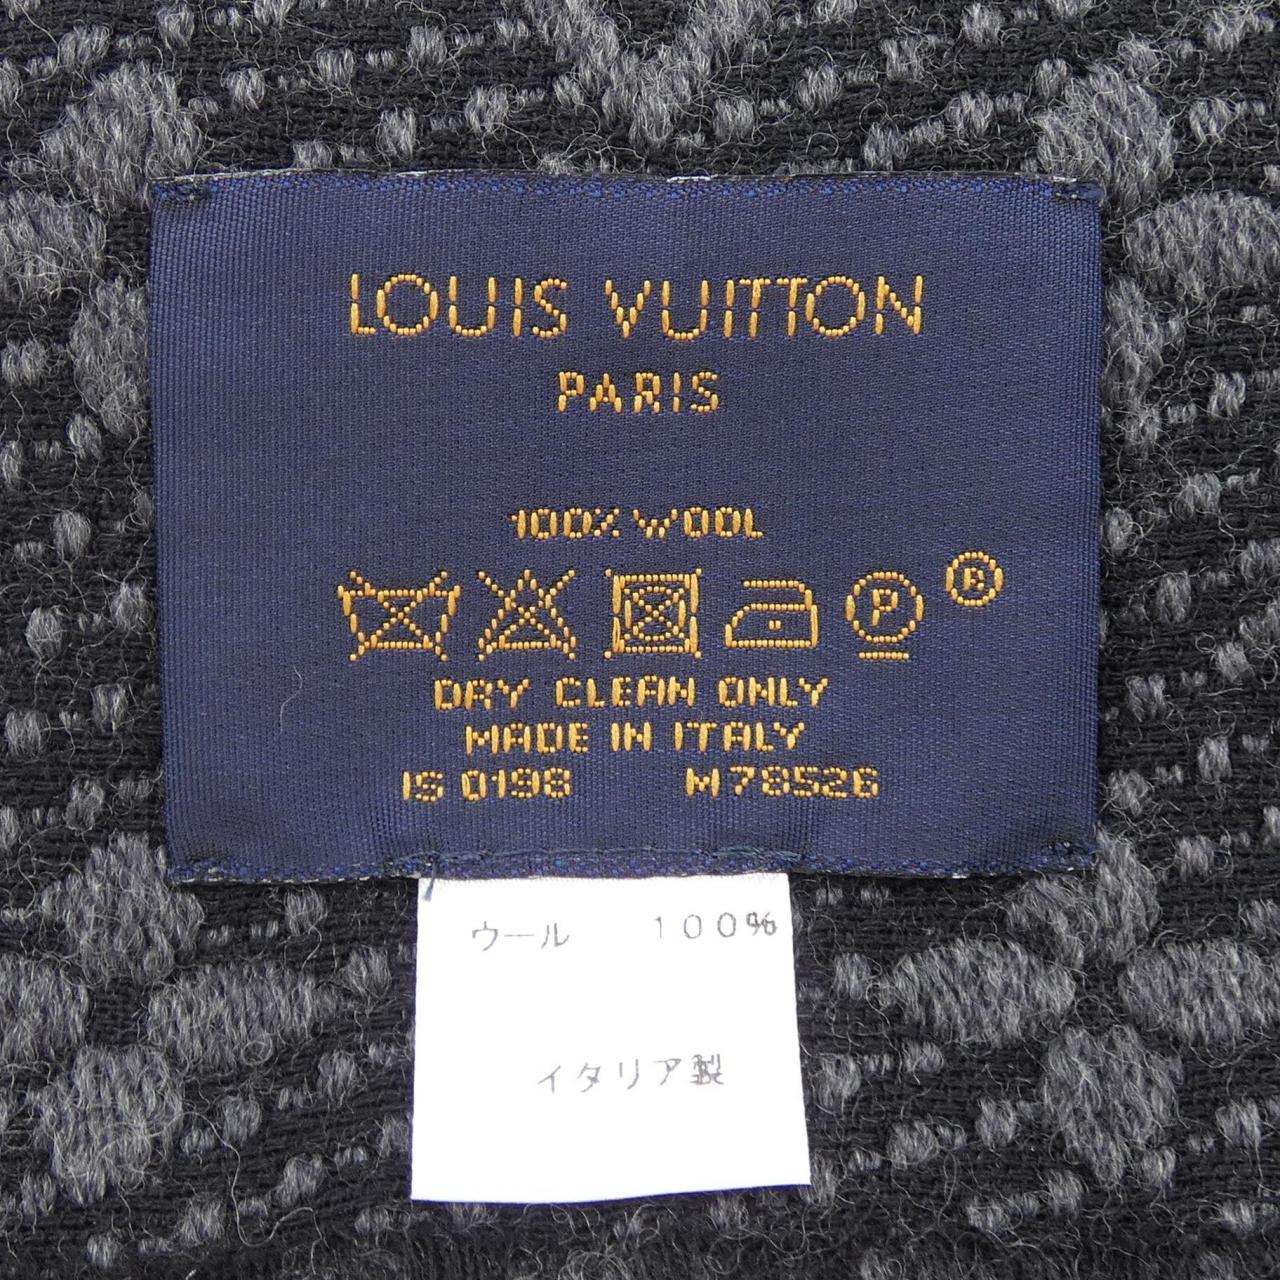 LOUIS VUITTON
PARIS
100% WOOL
P ®
DRY CLEAN ONLY
MADE IN ITALY
IS 0198 M78526
ウール 100%
イタリア製